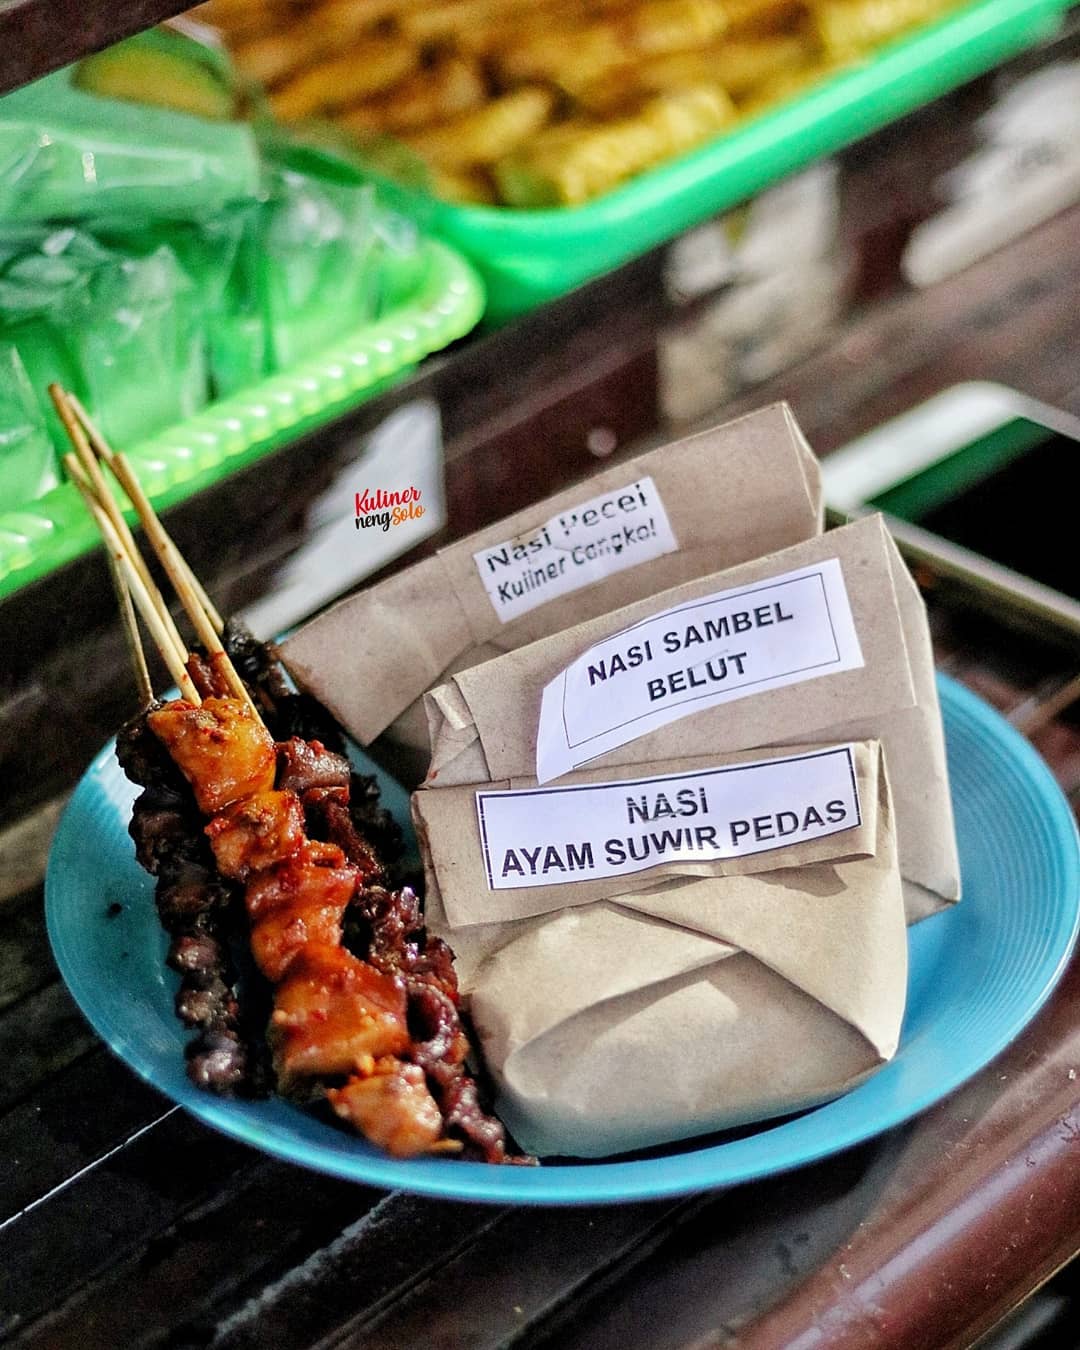 Kuliner
nengSolo
Nasi Pecel
Kuliner Cangkol
NASI SAMBEL
BELUT
NASI
AYAM SUWIR PEDAS